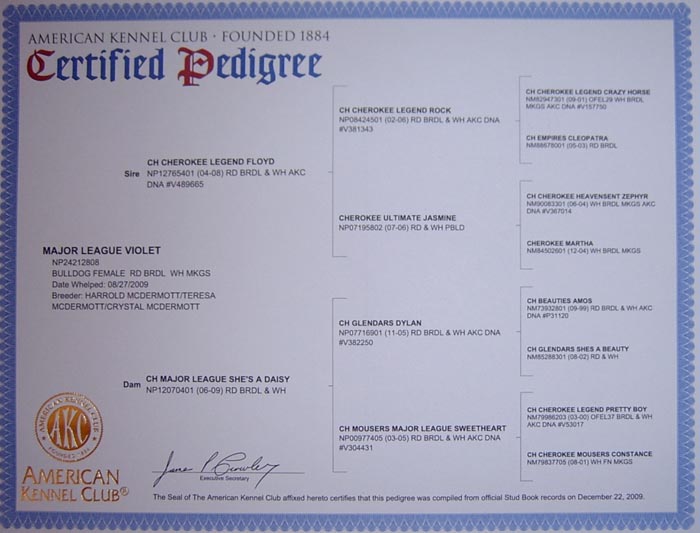 AMERICAN KENNEL CLUB • FOUNDED 1884
Certified Pedigree
MAJOR LEAGUE VIOLET
NP24212808
BULLDOG FEMALE RD BRDL WH MKGS
Date Whelped: 08/27/2009
Breeder: HARROLD MCDERMOTT/TERESA
MCDERMOTT/CRYSTAL MCDERMOTT
CH CHEROKEE LEGEND FLOYD
Sire NP12765401 (04-08) RD BRDL & WH AKC
DNA #V489665
CH MAJOR LEAGUE SHE'S A DAISY
Dam NP12070401 (06-09) RD BRDL & WH
CH CHEROKEE LEGEND ROCK
NP08424501 (02-06) RD BRDL & WH AKC DNA
#V381343
CHEROKEE ULTIMATE JASMINE
NP07195802 (07-06) RD & WH PBLD
CH GLENDARS DYLAN
NP07716901 (11-05) RD BRDL & WH AKC DNA
#V382250
CH MOUSERS MAJOR LEAGUE SWEETHEART
NP00977405 (03-05) RD BRDL & WH AKC DNA
#V304431
CH CHEROKEE LEGEND CRAZY HORSE
NM82947301 (09-01) OFEL29 WH BRDL
MKGS AKC DNA #V157750
CH EMPIRES CLEOPATRA
NM88678001 (05-03) RD BRDL
CH CHEROKEE HEAVENSENT ZEPHYR
NM90083301 (06-04) WH BRDL MKGS AKC
DNA #V367014
CHEROKEE MARTHA
NM84502601 (12-04) WH BRDL MKGS
CH BEAUTIES AMOS
NM73932801 (09-99) RD BRDL & WH AKC
DNA #P31120
CH GLENDARS SHES A BEAUTY
NM85288301 (08-02) RD & WH
CH CHEROKEE LEGEND PRETTY BOY
NM79986203 (03-00) OFEL37 BRDL & WH
AKC DNA #V53017
CH CHEROKEE MOUSERS CONSTANCE
NM79837705 (08-01) WH FN MKGS
AMERICAN KENNEL CLUB
AKC
FOUNDED 1884
AMERICAN
KENNEL CLUB®
Executive Secretary
The Seal of The American Kennel Club affixed hereto certifies that this pedigree was compiled from official Stud Book records on December 22, 2009.